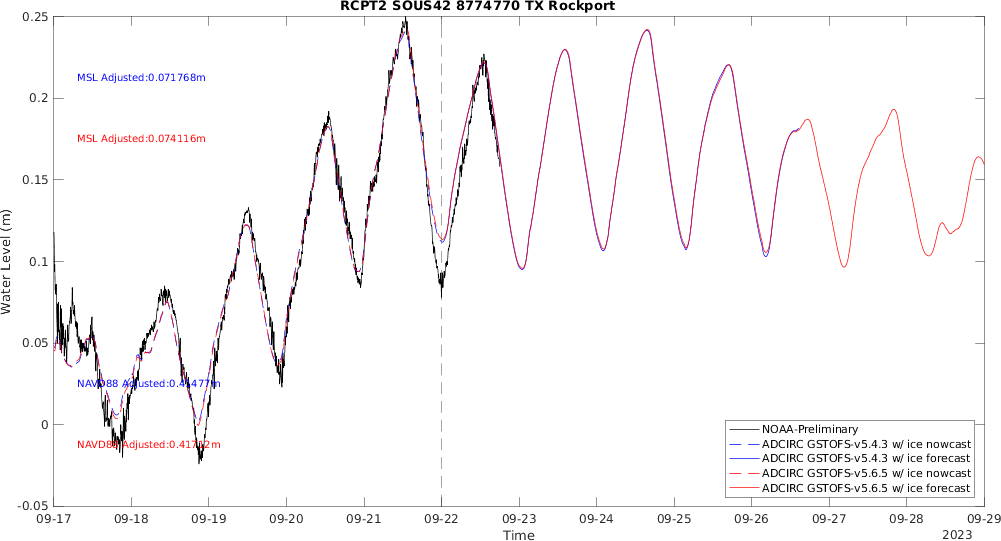 RCPT2 SOUS42 8774770 TX Rockport
0.25
0.2
0.15
0.1
0.05
0
-0.05
Water Level (m)
MSL Adjusted:0.071768m
MSL Adjusted:0.074116m
NAVD88 Adjusted:
NAVD88 Adjusted:
NOAA-Preliminary
ADCIRC GSTOFS-v5.4.3 w/ ice nowcast
ADCIRC GSTOFS-v5.4.3 w/ ice forecast
ADCIRC GSTOFS-v5.6.5 w/ ice nowcast
ADCIRC GSTOFS-v5.6.5 w/ ice forecast
09-17 09-18 09-19 09-20 09-21 09-22 09-23 09-24 09-25 09-26 09-27 09-28 09-29
Time
2023